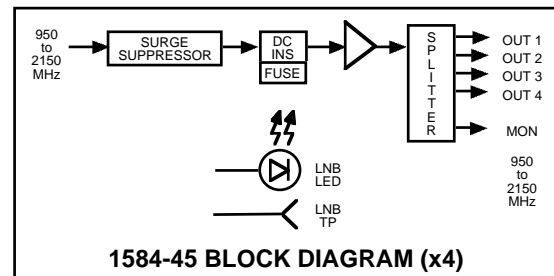 950
to
2150
MHz
SURGE
SUPPRESSOR
DC
INS
FUSE
SPLITTER
OUT 1
OUT 2
OUT 3
OUT 4
MON
950
to
2150
MHz
LNB
LED
LNB
TP
1584-45 BLOCK DIAGRAM (x4)